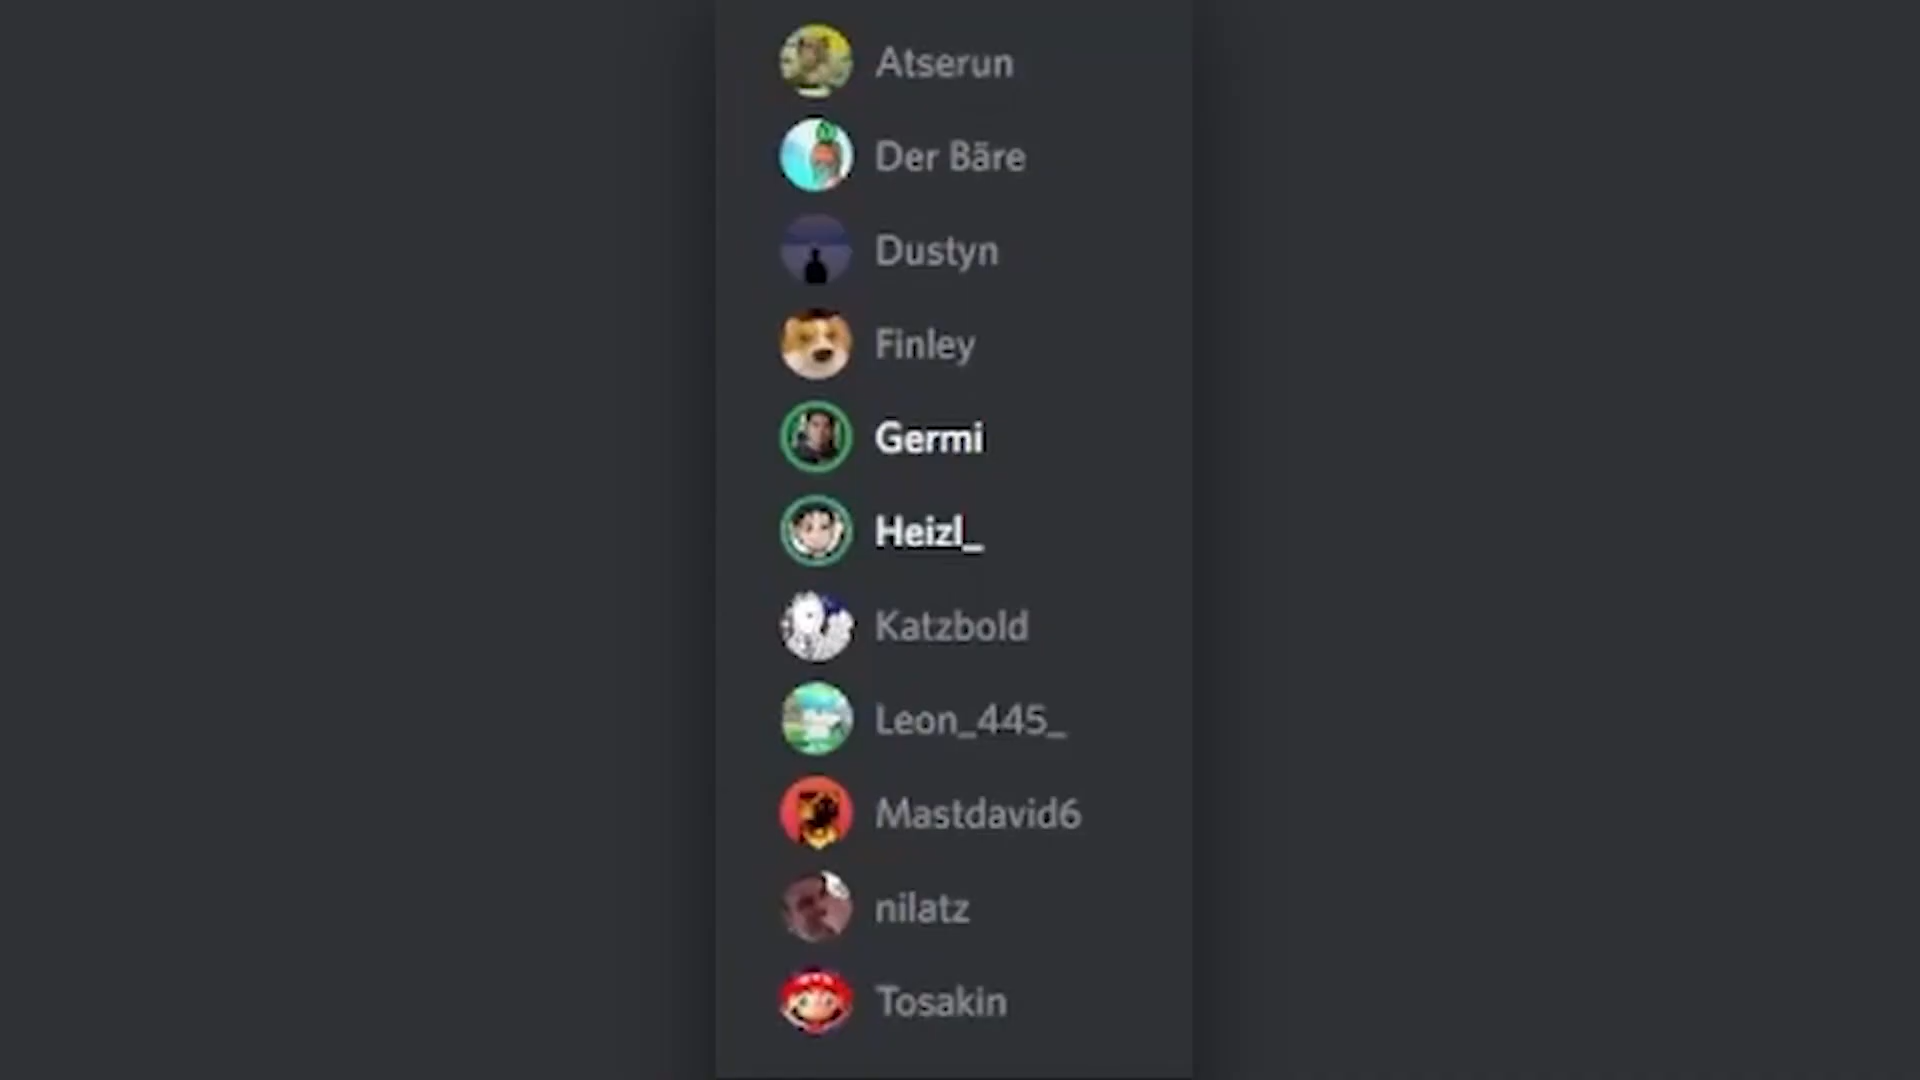 Atserun
Der Bäre
Dustyn
Finley
Germi
Heizl_
Katzbold
Leon_445_
Mastdavid6
nilatz
Tosakin